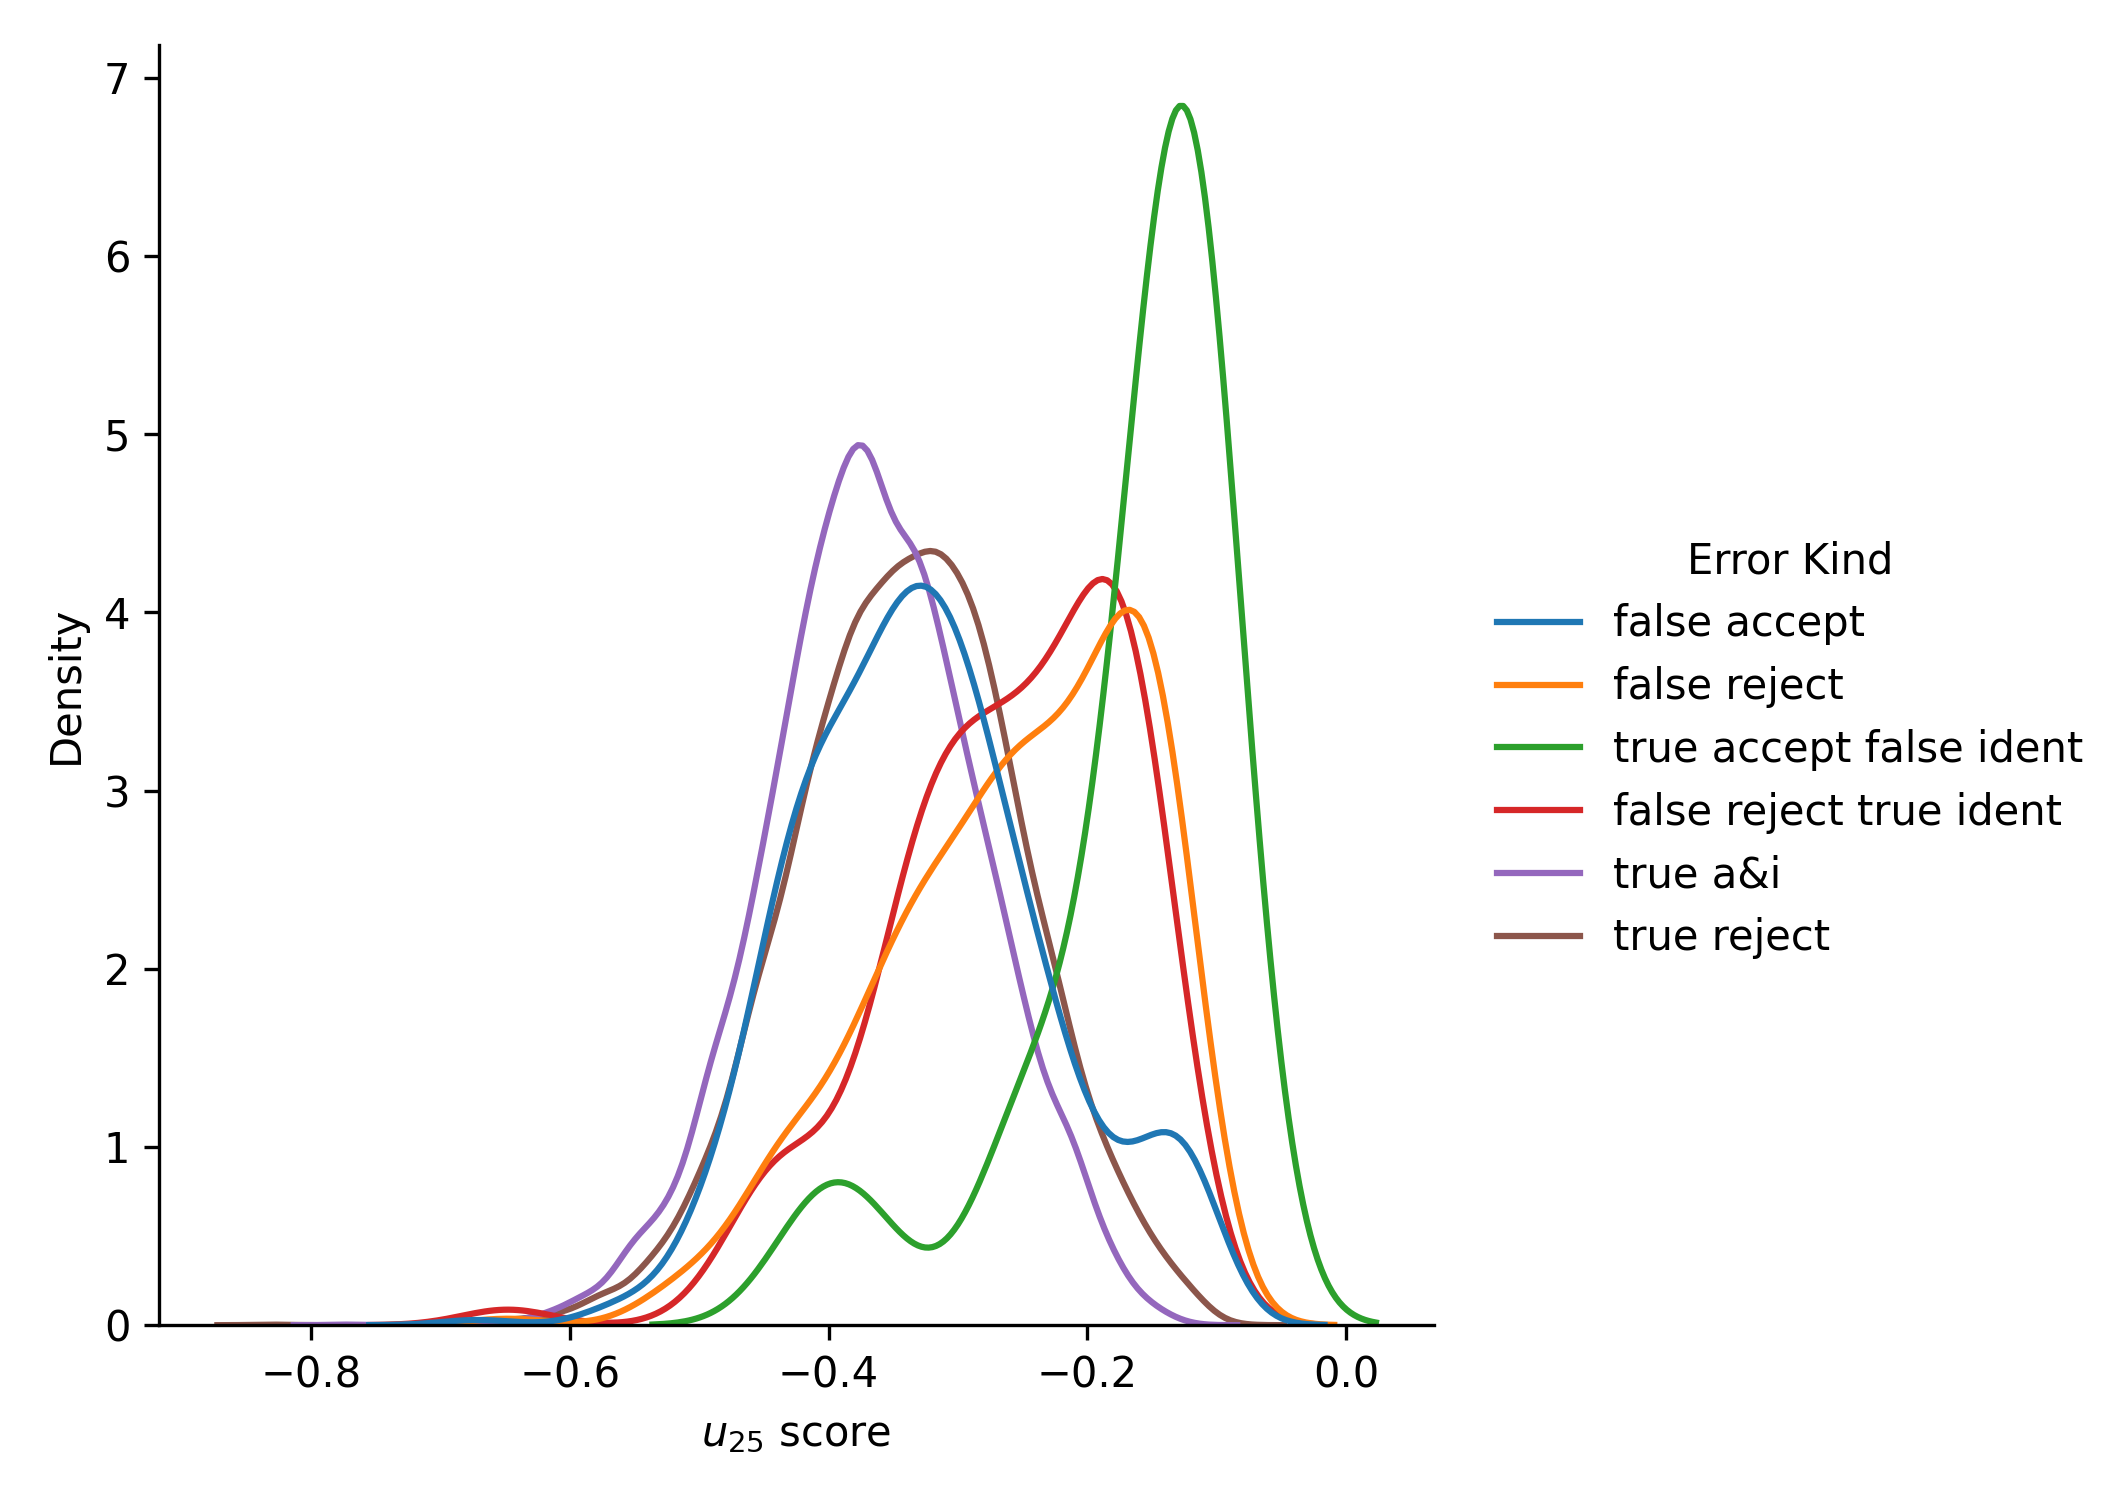 7
6
5
4
3
2
1
0
Density
−0.8
−0.6
−0.4
−0.2
0.0
u₂₅ score
Error Kind
false accept
false reject
true accept false ident
false reject true ident
true a&i
true reject